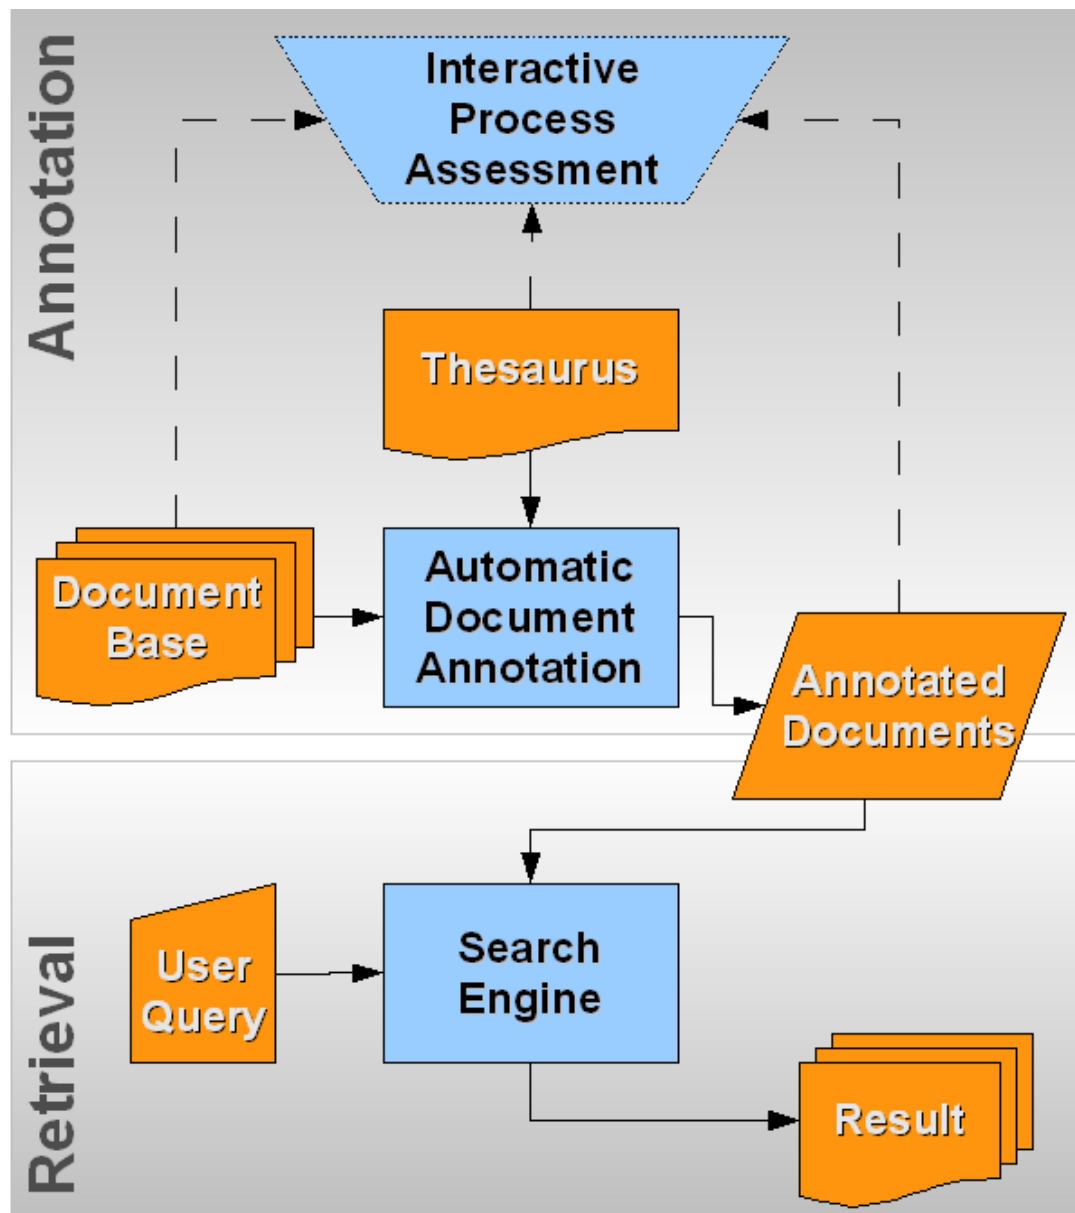 Annotation
Interactive
Process
Assessment
Thesaurus
Document
Base
Automatic
Document
Annotation
Annotated
Documents
Retrieval
User
Query
Search
Engine
Result